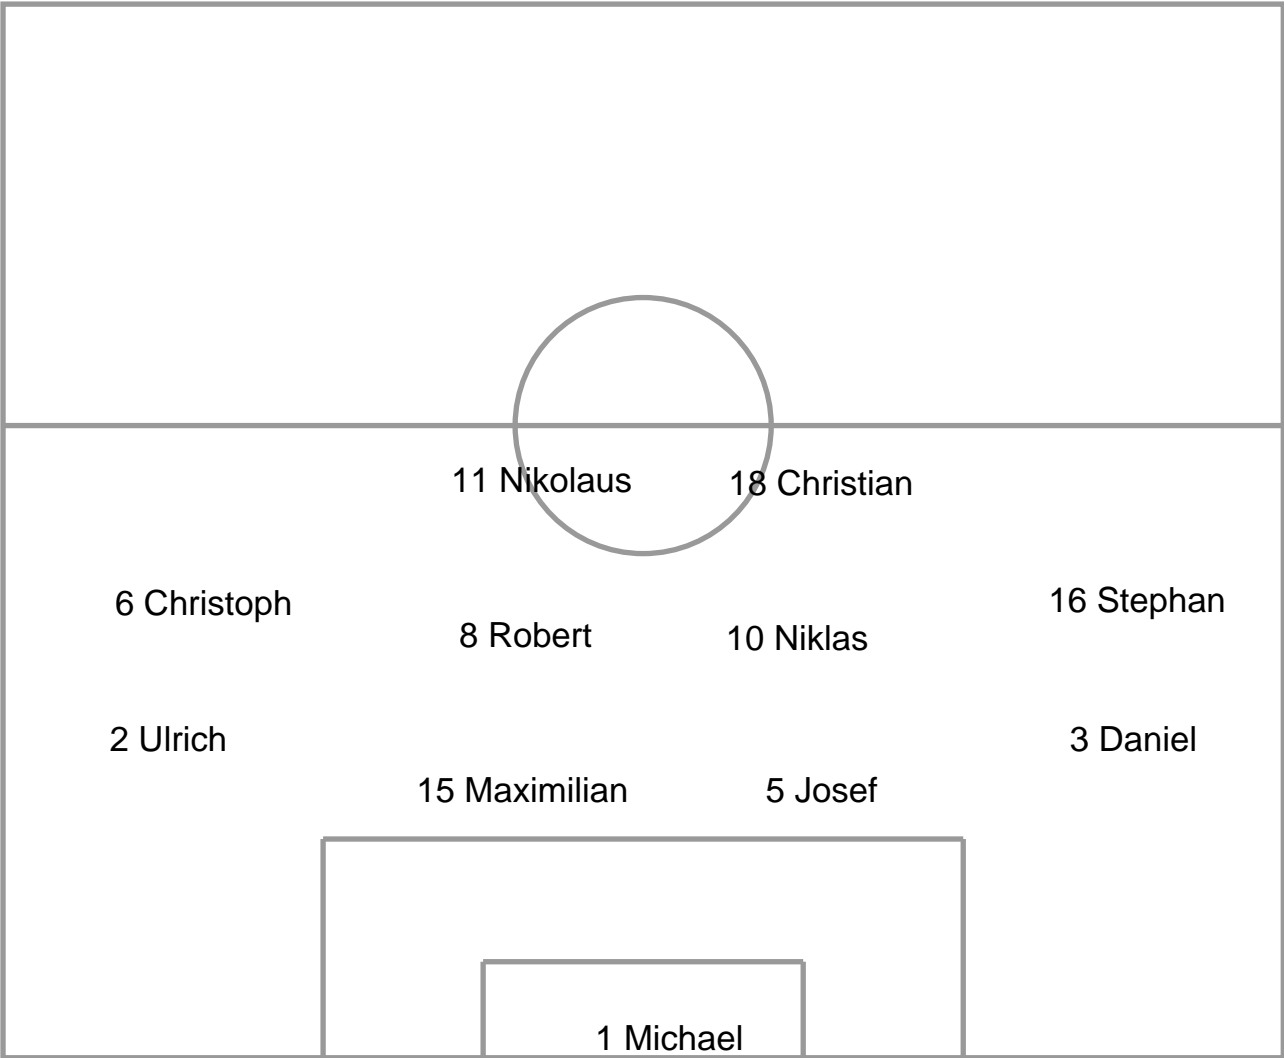 11 Nikolaus
18 Christian
6 Christoph
16 Stephan
8 Robert
10 Niklas
2 Ulrich
3 Daniel
15 Maximilian
5 Josef
1 Michael